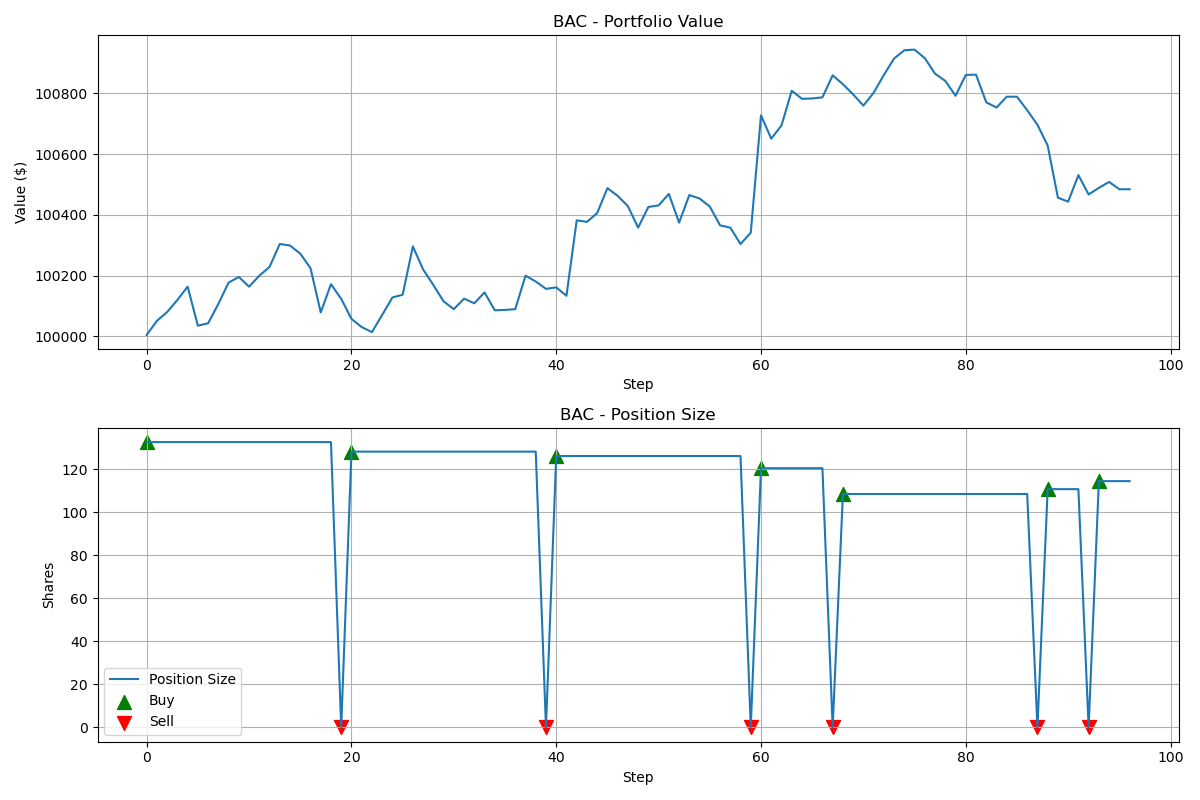 BAC - Portfolio Value
Value ($)
100800
100600
100400
100200
100000
0 20 40 60 80 100
Step
BAC - Position Size
Shares
120
100
80
60
40
20
0
Position Size
Buy
Sell
0 20 40 60 80 100
Step